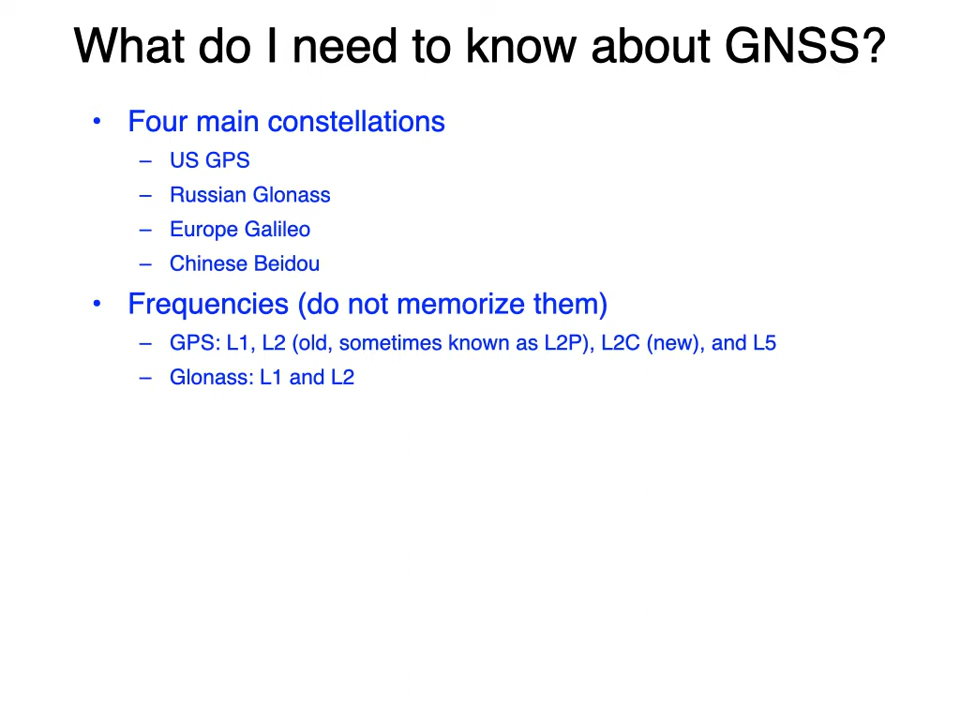 What do I need to know about GNSS?
• Four main constellations
– US GPS
– Russian Glonass
– Europe Galileo
– Chinese Beidou
• Frequencies (do not memorize them)
– GPS: L1, L2 (old, sometimes known as L2P), L2C (new), and L5
– Glonass: L1 and L2